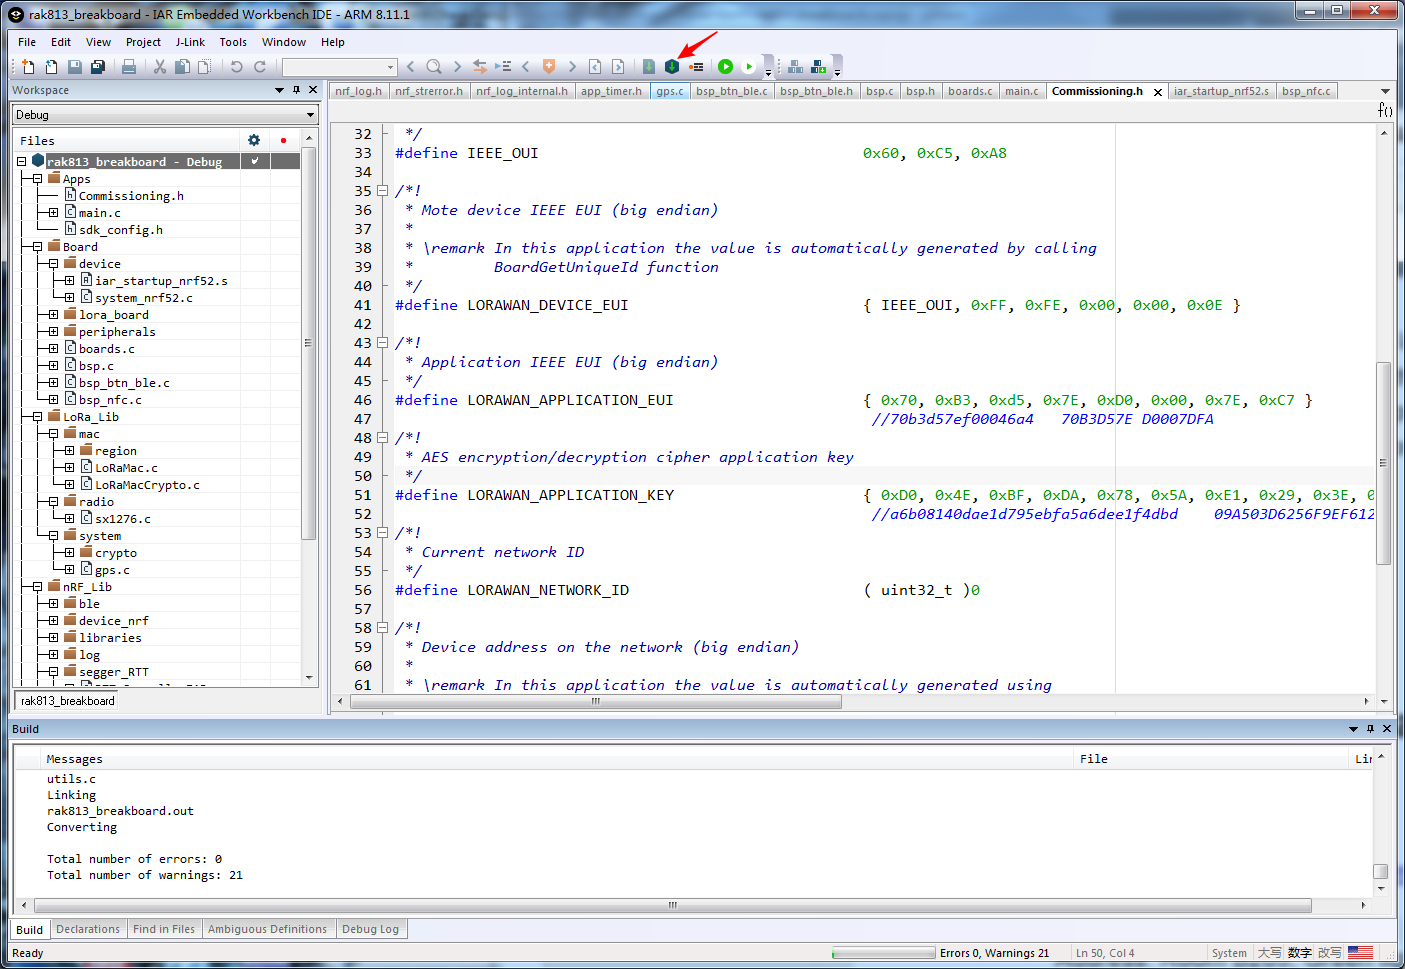 rak813_breakboard - IAR Embedded Workbench IDE - ARM 8.11.1
File Edit View Project J-Link Tools Window Help
Workspace
nrf_log.h nrf_strerror.h nrf_log_internal.h app_timer.h gps.c bsp_btn_ble.c bsp_btn_ble.h bsp.c bsp.h boards.c main.c Commissioning.h iar_startup_nrf52.s bsp_nfc.c
Debug
f()
Files
rak813_breakboard - Debug
Apps
Commissioning.h
main.c
sdk_config.h
Board
device
iar_startup_nrf52.s
system_nrf52.c
lora_board
peripherals
boards.c
bsp.c
bsp_btn_ble.c
bsp_nfc.c
LoRa_Lib
mac
region
LoRaMac.c
LoRaMacCrypto.c
radio
sx1276.c
system
crypto
gps.c
nRF_Lib
ble
device_nrf
libraries
log
segger_RTT
rak813_breakboard
32 */
33 #define IEEE_OUI 0x60, 0xC5, 0xA8
34
35 /*!
36 * Mote device IEEE EUI (big endian)
37 *
38 * \remark In this application the value is automatically generated by calling
39 * BoardGetUniqueId function
40 */
41 #define LORAWAN_DEVICE_EUI { IEEE_OUI, 0xFF, 0xFE, 0x00, 0x00, 0x0E }
42
43 /*!
44 * Application IEEE EUI (big endian)
45 */
46 #define LORAWAN_APPLICATION_EUI { 0x70, 0xB3, 0xd5, 0x7E, 0xD0, 0x00, 0x7E, 0xC7 }
47 //70b3d57ef00046a4 70B3D57E D0007DFA
48 /*!
49 * AES encryption/decryption cipher application key
50 */
51 #define LORAWAN_APPLICATION_KEY { 0xD0, 0x4E, 0xBF, 0xDA, 0x78, 0x5A, 0xE1, 0x29, 0x3E, 0
52 //a6b08140dae1d795ebfa5a6dee1f4dbd 09A503D6256F9EF612
53 /*!
54 * Current network ID
55 */
56 #define LORAWAN_NETWORK_ID ( uint32_t )0
57
58 /*!
59 * Device address on the network (big endian)
60 *
61 * \remark In this application the value is automatically generated using
Build
Messages File Lin
utils.c
Linking
rak813_breakboard.out
Converting
Total number of errors: 0
Total number of warnings: 21
Build Declarations Find in Files Ambiguous Definitions Debug Log
Ready Errors 0, Warnings 21 Ln 50, Col 4 System 大写 数字 改写